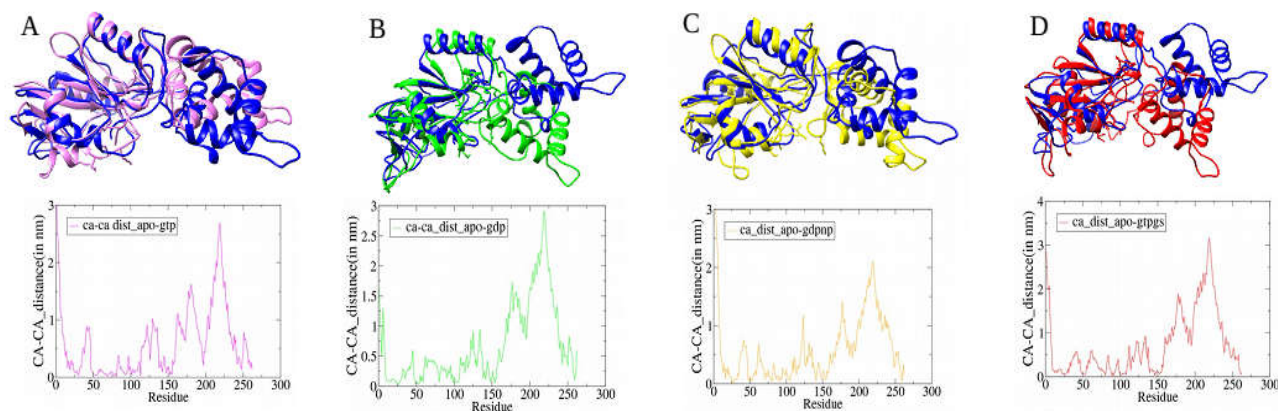 A
B
C
D
ca-ca dist_apo-gtp
CA-CA_distance(in nm)
3
2
1
0
0 50 100 150 200 250 300
Residue
ca-ca_dist_apo-gdp
CA-CA_distance(in nm)
3
2.5
2
1.5
1
0.5
0
0 50 100 150 200 250 300
Residue
ca_dist_apo-gdpnp
CA-CA_distance(in nm)
3
2
1
0
0 50 100 150 200 250 300
Residue
ca_dist_apo-gtpgs
CA-CA_distance(in nm)
4
3
2
1
0
0 50 100 150 200 250 300
Residue